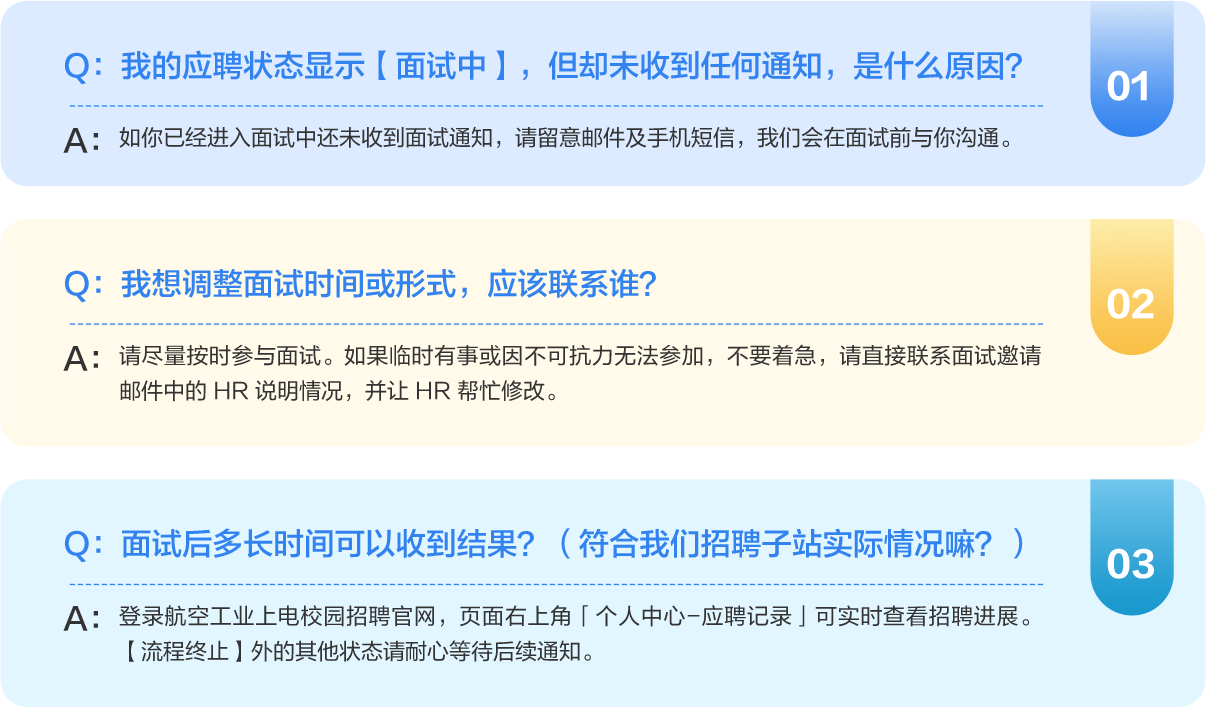 Q：我的应聘状态显示【面试中】，但却未收到任何通知，是什么原因？
01
A：如你已经进入面试中还未收到面试通知，请留意邮件及手机短信，我们会在面试前与你沟通。
Q：我想调整面试时间或形式，应该联系谁？
02
A：请尽量按时参与面试。如果临时有事或因不可抗力无法参加，不要着急，请直接联系面试邀请
邮件中的 HR 说明情况，并让 HR 帮忙修改。
Q：面试后多长时间可以收到结果？（符合我们招聘子站实际情况嘛？）
03
A：登录航空工业上电校园招聘官网，页面右上角「个人中心-应聘记录」可实时查看招聘进展。
【流程终止】外的其他状态请耐心等待后续通知。